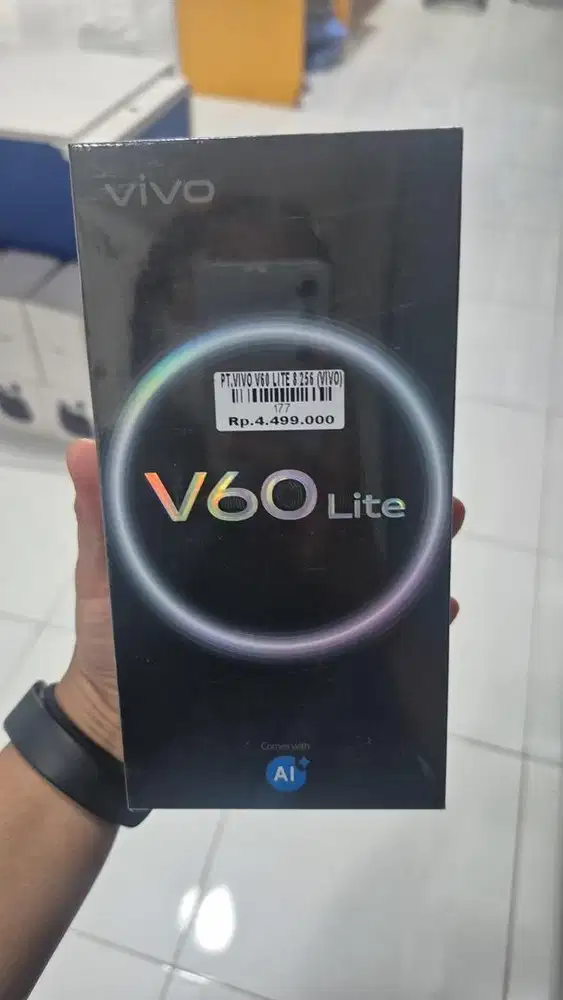 vivo
PT.VIVO V60 LITE 8 256 (VIVO)
177
Rp.4.499.000
V60 Lite
Comes with
AI